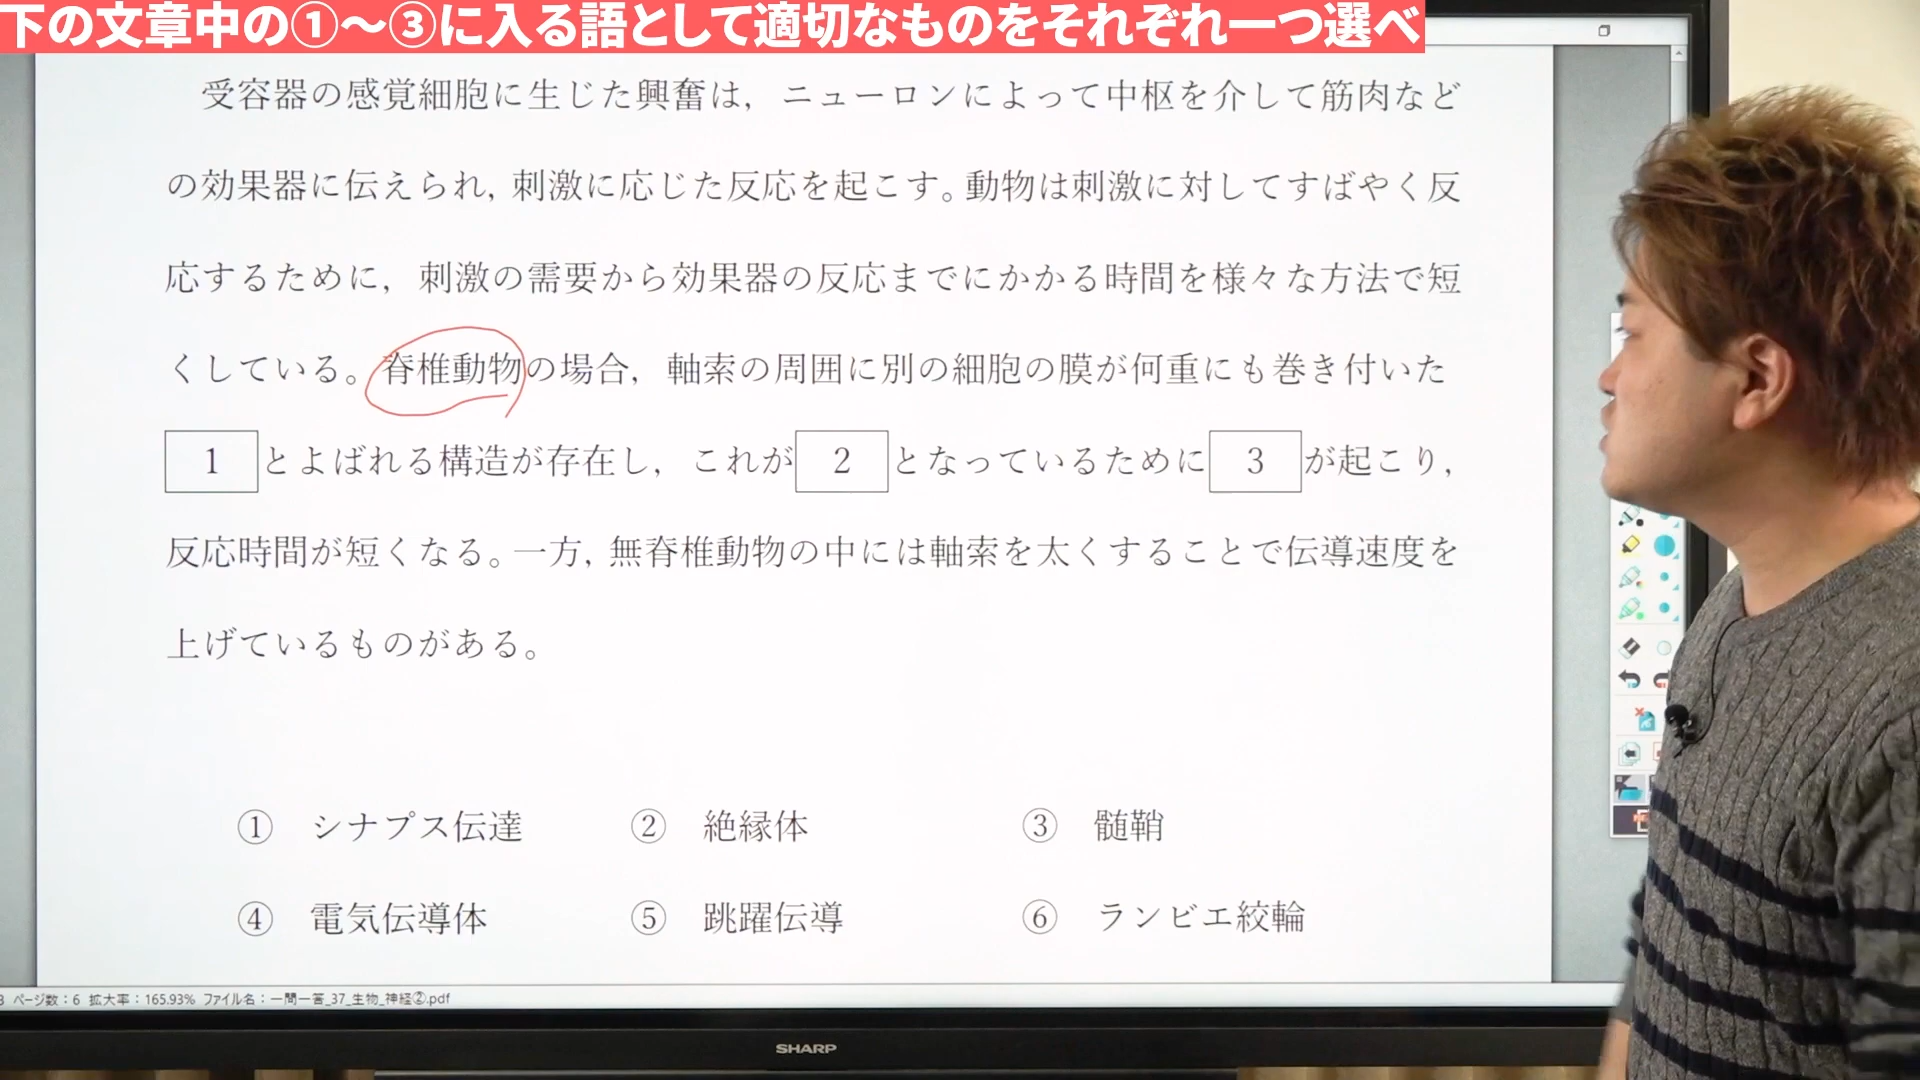 下の文章中の①〜③に入る語として適切なものをそれぞれ一つ選べ
受容器の感覚細胞に生じた興奮は，ニューロンによって中枢を介して筋肉など
の効果器に伝えられ，刺激に応じた反応を起こす。動物は刺激に対してすばやく反
応するために，刺激の需要から効果器の反応までにかかる時間を様々な方法で短
くしている。脊椎動物の場合，軸索の周囲に別の細胞の膜が何重にも巻き付いた
1とよばれる構造が存在し，これが2となっているために3が起こり，
反応時間が短くなる。一方，無脊椎動物の中には軸索を太くすることで伝導速度を
上げているものがある。
① シナプス伝達 ② 絶縁体 ③ 髄鞘
④ 電気伝導体 ⑤ 跳躍伝導 ⑥ ランビエ絞輪
ページ数：6 拡大率：165.93% ファイル名：一問一答_37_生物_神経②.pdf
SHARP